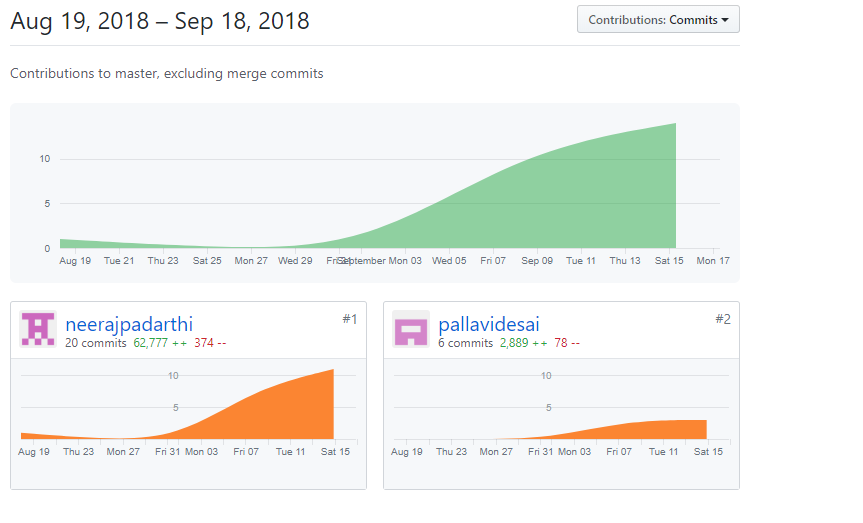 Aug 19, 2018 – Sep 18, 2018
Contributions: Commits
Contributions to master, excluding merge commits
10
5
0
Aug 19 Tue 21 Thu 23 Sat 25 Mon 27 Wed 29 Fri 31 September Mon 03 Wed 05 Fri 07 Sep 09 Tue 11 Thu 13 Sat 15 Mon 17
neerajpadarthi #1
20 commits 62,777 ++ 374 --
10
5
Aug 19 Thu 23 Mon 27 Fri 31 Mon 03 Fri 07 Tue 11 Sat 15
pallavidesai #2
6 commits 2,889 ++ 78 --
10
5
Aug 19 Thu 23 Mon 27 Fri 31 Mon 03 Fri 07 Tue 11 Sat 15